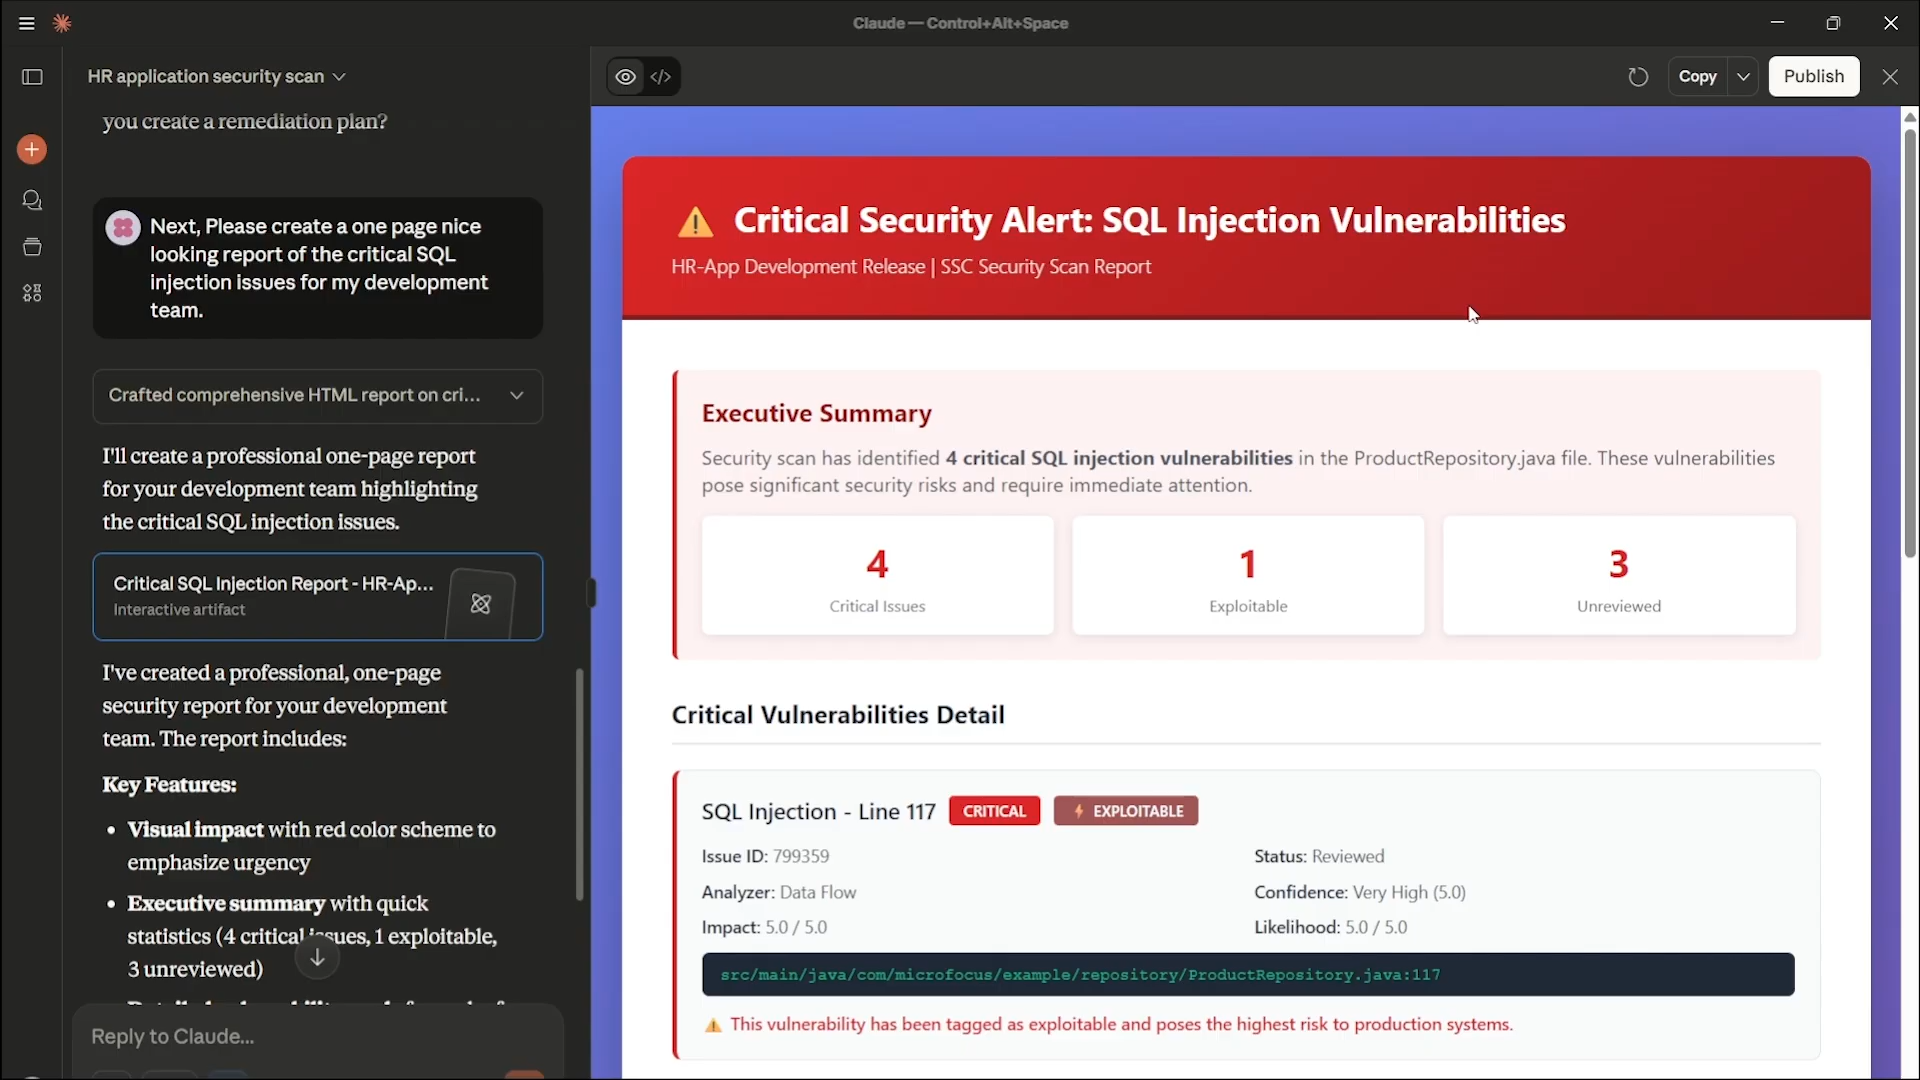 Claude — Control+Alt+Space
HR application security scan
you create a remediation plan?
Next, Please create a one page nice
looking report of the critical SQL
injection issues for my development
team.
Crafted comprehensive HTML report on cri...
I'll create a professional one-page report
for your development team highlighting
the critical SQL injection issues.
Critical SQL Injection Report - HR-Ap...
Interactive artifact
I've created a professional, one-page
security report for your development
team. The report includes:
Key Features:
• Visual impact with red color scheme to
emphasize urgency
• Executive summary with quick
statistics (4 critical issues, 1 exploitable,
3 unreviewed)
Reply to Claude...
Copy
Publish
Critical Security Alert: SQL Injection Vulnerabilities
HR-App Development Release | SSC Security Scan Report
Executive Summary
Security scan has identified 4 critical SQL injection vulnerabilities in the ProductRepository.java file. These vulnerabilities
pose significant security risks and require immediate attention.
4
Critical Issues
1
Exploitable
3
Unreviewed
Critical Vulnerabilities Detail
SQL Injection - Line 117 CRITICAL EXPLOITABLE
Issue ID: 799359
Status: Reviewed
Analyzer: Data Flow
Confidence: Very High (5.0)
Impact: 5.0 / 5.0
Likelihood: 5.0 / 5.0
src/main/java/com/microfocus/example/repository/ProductRepository.java:117
This vulnerability has been tagged as exploitable and poses the highest risk to production systems.